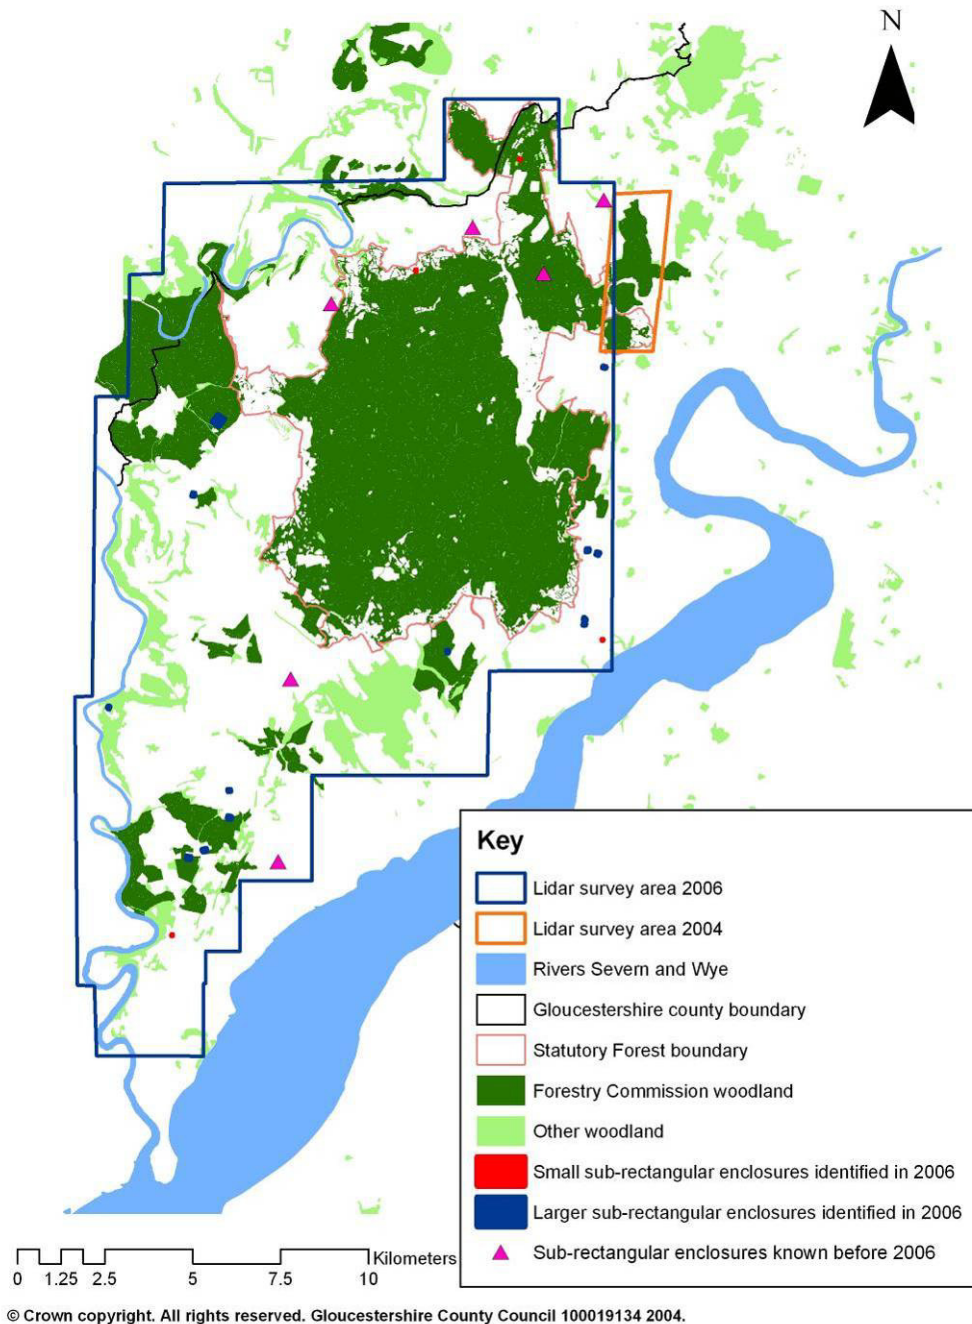 N
Key
Lidar survey area 2006
Lidar survey area 2004
Rivers Severn and Wye
Gloucestershire county boundary
Statutory Forest boundary
Forestry Commission woodland
Other woodland
Small sub-rectangular enclosures identified in 2006
Larger sub-rectangular enclosures identified in 2006
Sub-rectangular enclosures known before 2006
Kilometers
0 1.25 2.5 5 7.5 10
© Crown copyright. All rights reserved. Gloucestershire County Council 100019134 2004.